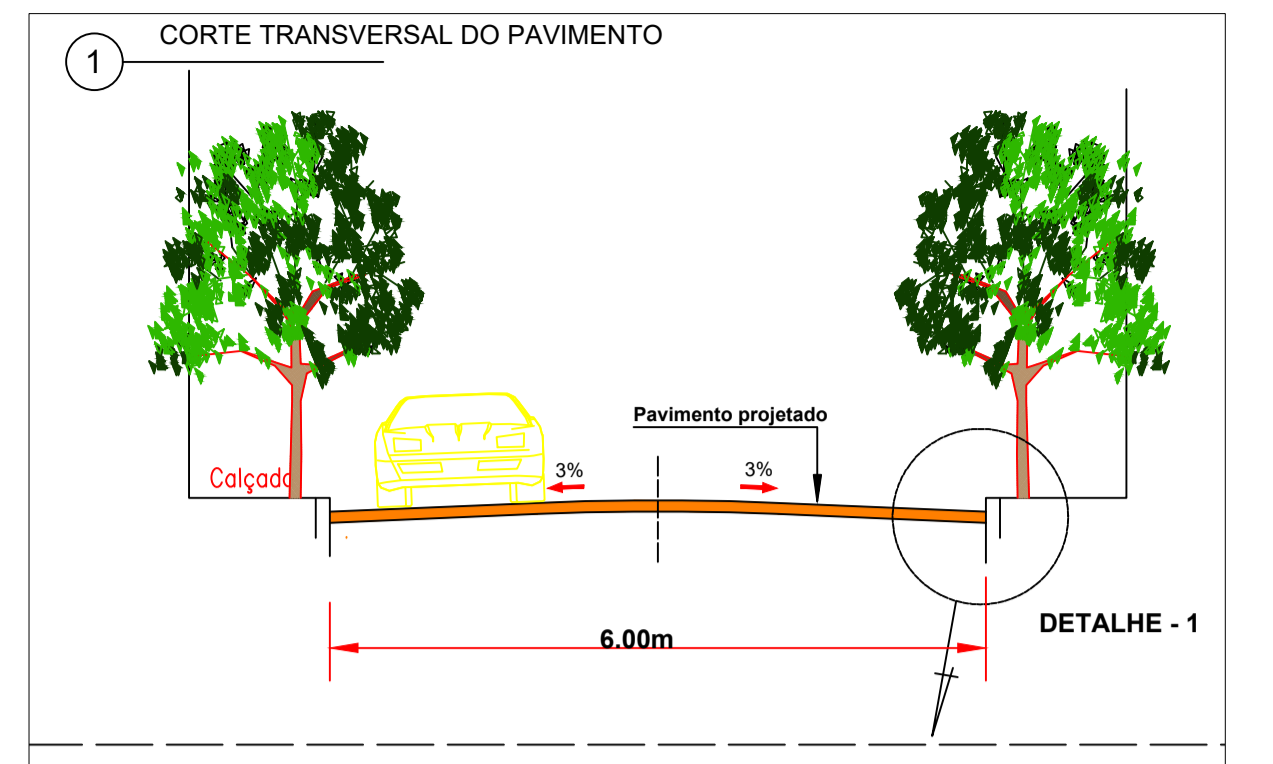 CORTE TRANSVERSAL DO PAVIMENTO
1
Pavimento projetado
3%
3%
Calçada
6.00m
DETALHE - 1